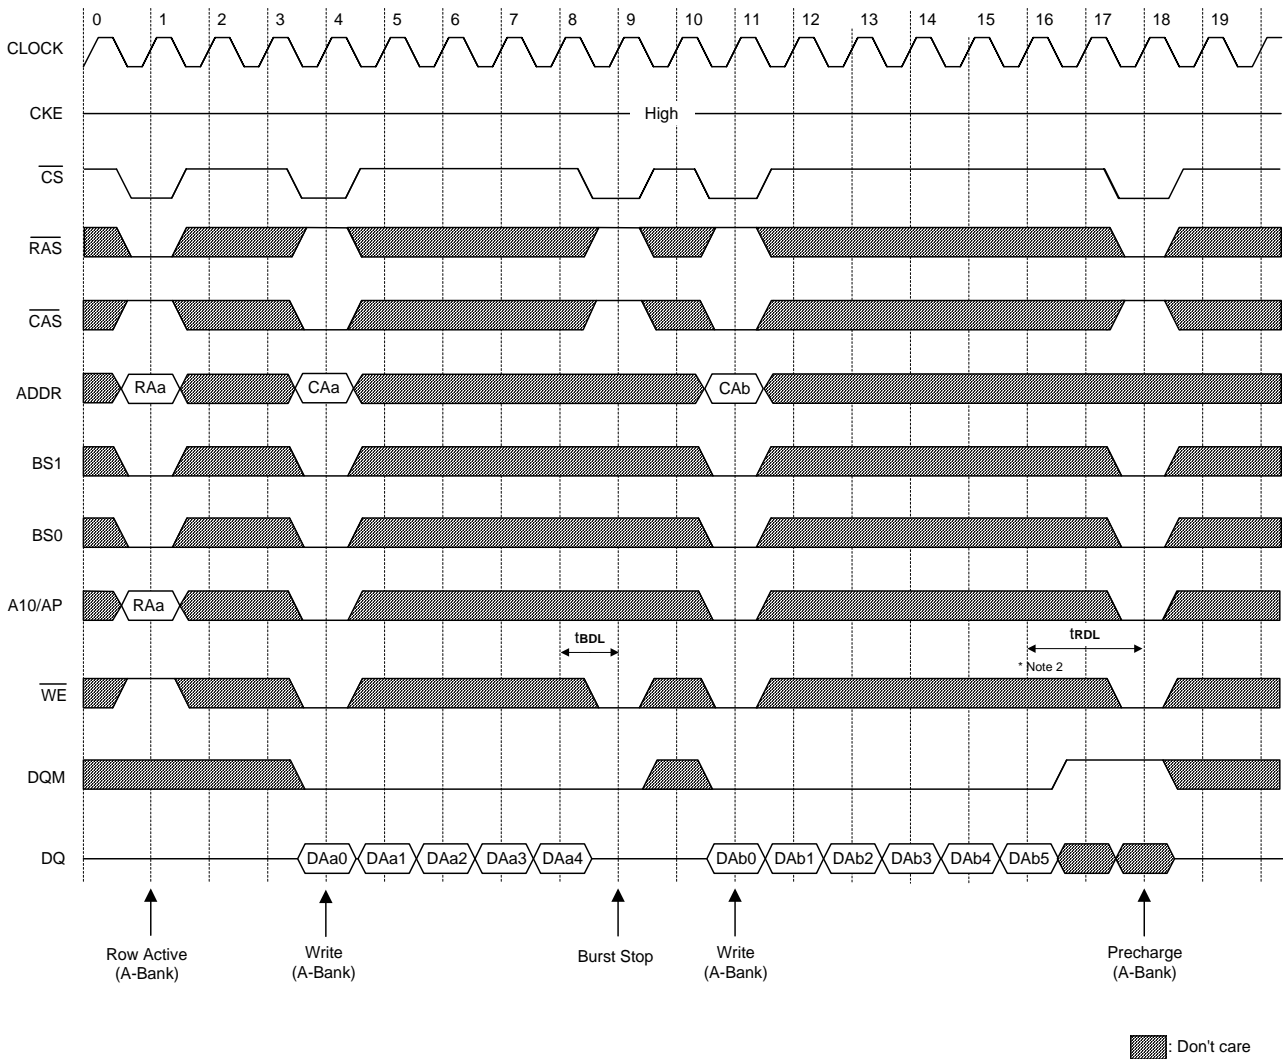 0 1 2 3 4 5 6 7 8 9 10 11 12 13 14 15 16 17 18 19
CLOCK
CKE High
CS
RAS
CAS
ADDR RAa CAa CAb
BS1
BS0
A10/AP RAa
tBDL tRDL
* Note 2
WE
DQM
DQ DAa0 DAa1 DAa2 DAa3 DAa4 DAb0 DAb1 DAb2 DAb3 DAb4 DAb5
Row Active Write Burst Stop Write Precharge
(A-Bank) (A-Bank) (A-Bank) (A-Bank)
: Don't care